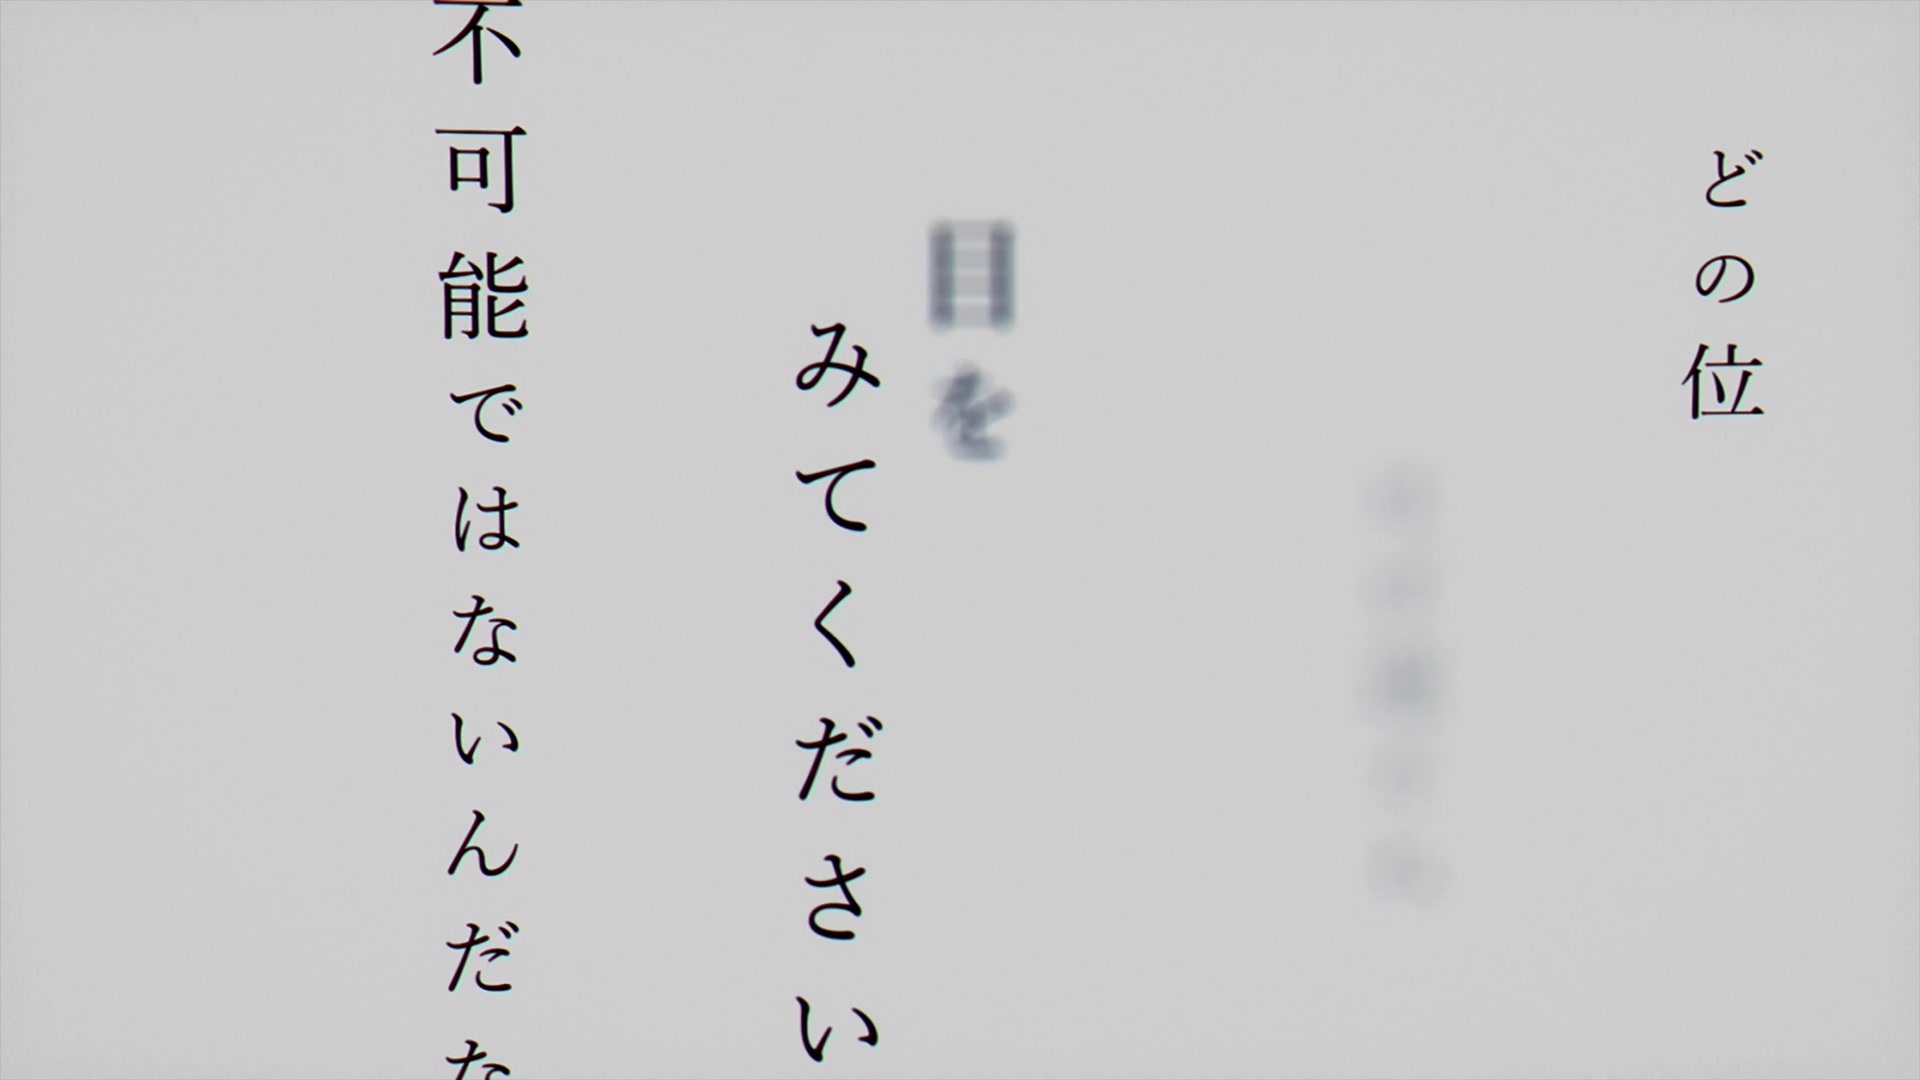 どの位
目を
みてください
不可能ではないんだな